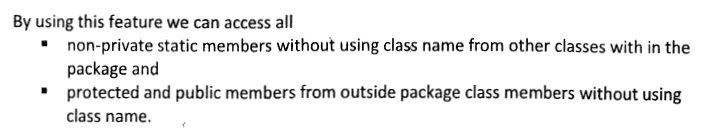 By using this feature we can access all
▪ non-private static members without using class name from other classes with in the
package and
▪ protected and public members from outside package class members without using
class name.